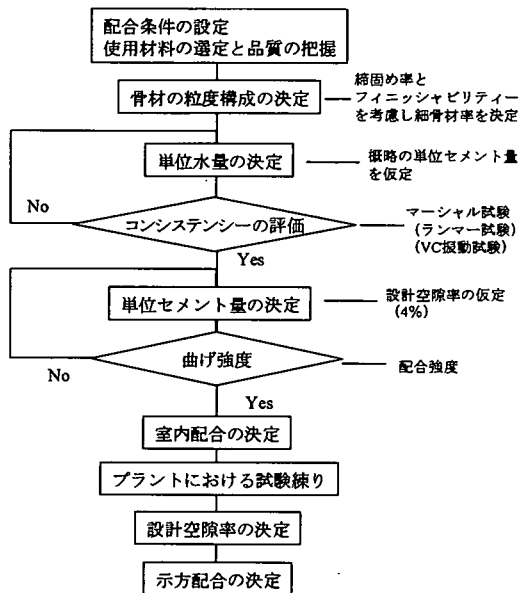 配合条件の設定
使用材料の選定と品質の把握
骨材の粒度構成の決定
締固め率と
フィニッシャビリティー
を考慮し細骨材率を決定
単位水量の決定
概略の単位セメント量
を仮定
No
コンシステンシーの評価
マーシャル試験
(ランマー試験)
(VC振動試験)
Yes
単位セメント量の決定
設計空隙率の仮定
(4%)
曲げ強度
配合強度
No
Yes
室内配合の決定
プラントにおける試験練り
設計空隙率の決定
示方配合の決定